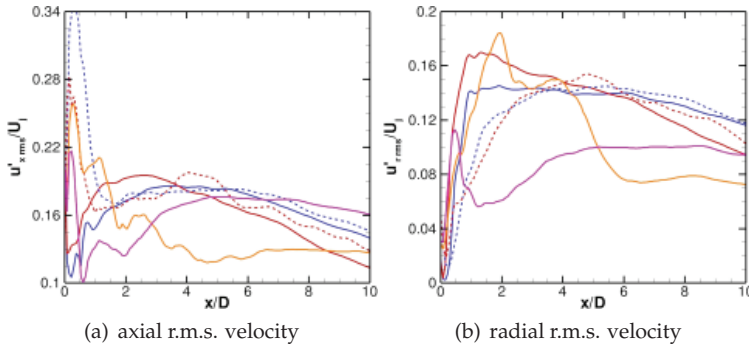 0.34
0.28
0.22
0.16
0.1
u'x rms/Uj
0 2 4 6 8 10
x/D
(a) axial r.m.s. velocity
0.2
0.16
0.12
0.08
0.04
0
u'r rms/Uj
0 2 4 6 8 10
x/D
(b) radial r.m.s. velocity